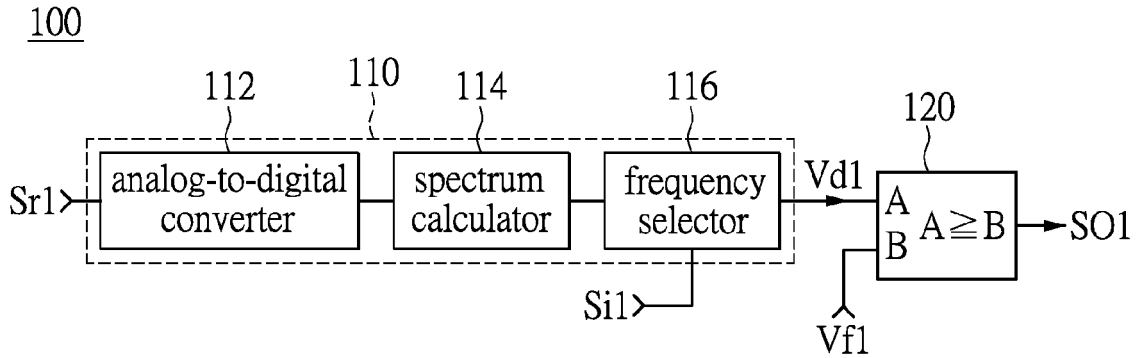 100
112
110
114
116
120
Sr1
analog-to-digital
converter
spectrum
calculator
frequency
selector
Vd1
A
B
A≧B
SO1
Si1
Vf1